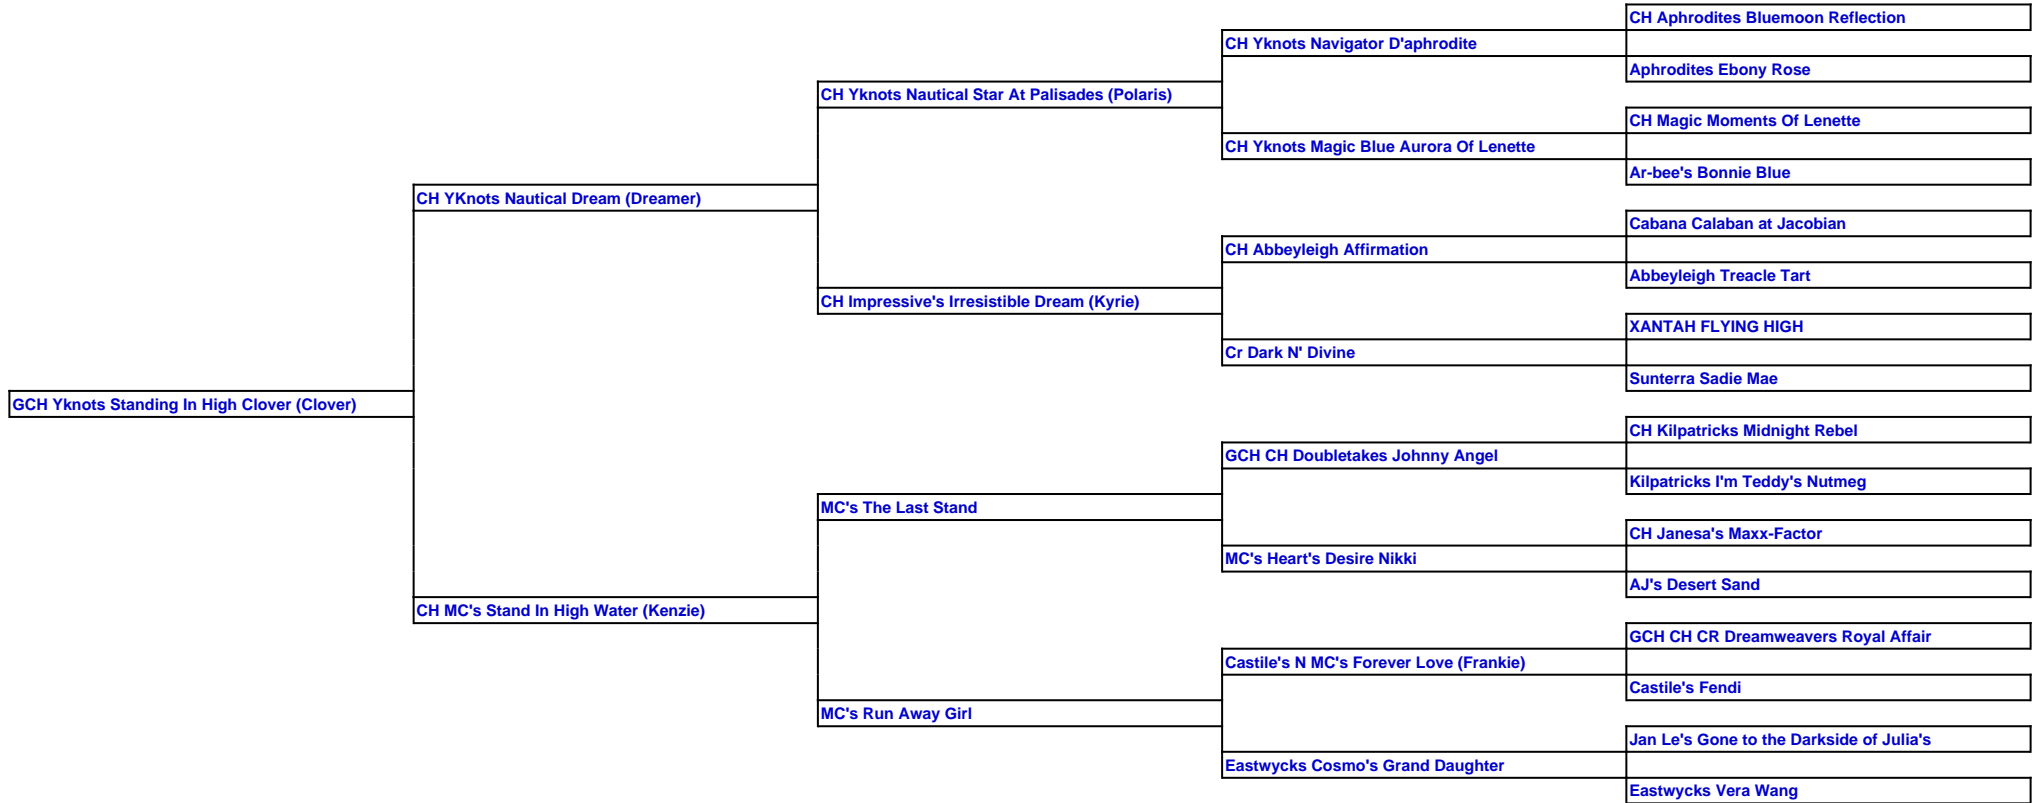 CH Aphrodites Bluemoon Reflection
CH Yknots Navigator D'aphrodite
Aphrodites Ebony Rose
CH Yknots Nautical Star At Palisades (Polaris)
CH Magic Moments Of Lenette
CH Yknots Magic Blue Aurora Of Lenette
Ar-bee's Bonnie Blue
CH YKnots Nautical Dream (Dreamer)
Cabana Calaban at Jacobian
CH Abbeyleigh Affirmation
Abbeyleigh Treacle Tart
CH Impressive's Irresistible Dream (Kyrie)
XANTAH FLYING HIGH
Cr Dark N' Divine
Sunterra Sadie Mae
GCH Yknots Standing In High Clover (Clover)
CH Kilpatricks Midnight Rebel
GCH CH Doubletakes Johnny Angel
Kilpatricks I'm Teddy's Nutmeg
MC's The Last Stand
CH Janesa's Maxx-Factor
MC's Heart's Desire Nikki
AJ's Desert Sand
CH MC's Stand In High Water (Kenzie)
GCH CH CR Dreamweavers Royal Affair
Castile's N MC's Forever Love (Frankie)
Castile's Fendi
MC's Run Away Girl
Jan Le's Gone to the Darkside of Julia's
Eastwycks Cosmo's Grand Daughter
Eastwycks Vera Wang